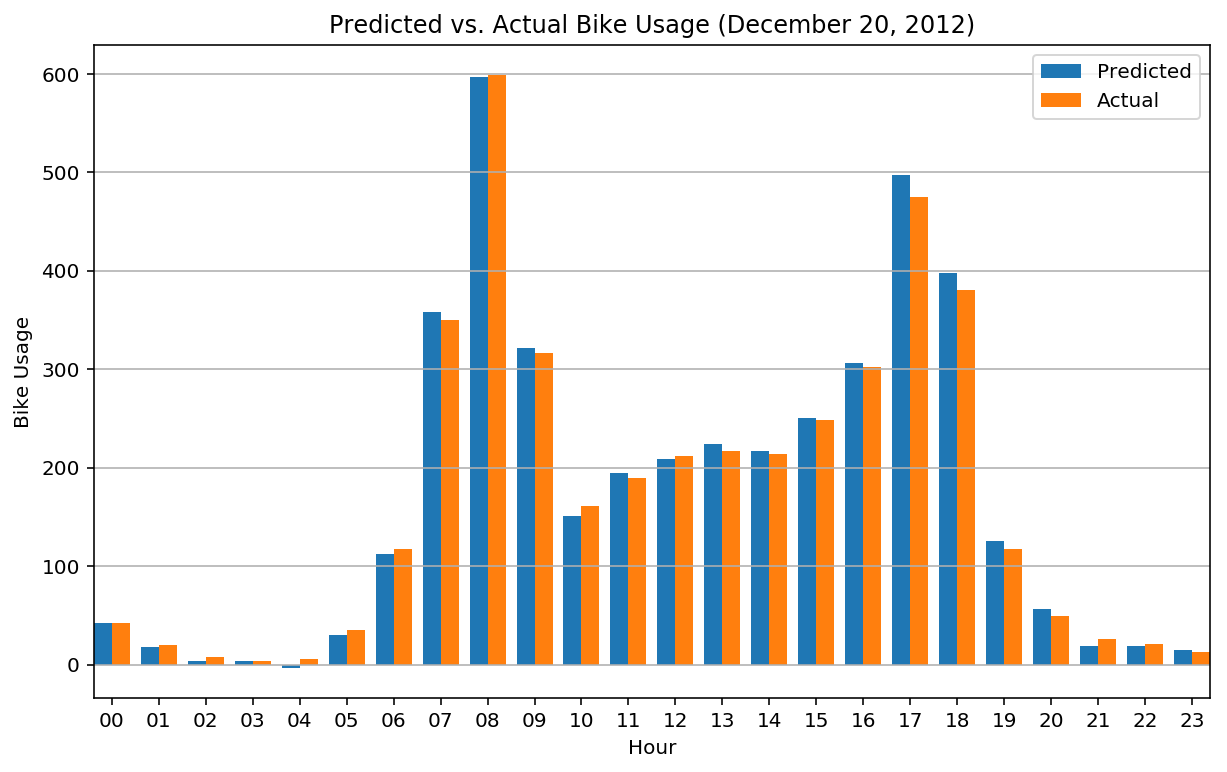 Predicted vs. Actual Bike Usage (December 20, 2012)
Predicted
Actual
600
500
400
300
200
100
0
Bike Usage
00 01 02 03 04 05 06 07 08 09 10 11 12 13 14 15 16 17 18 19 20 21 22 23
Hour